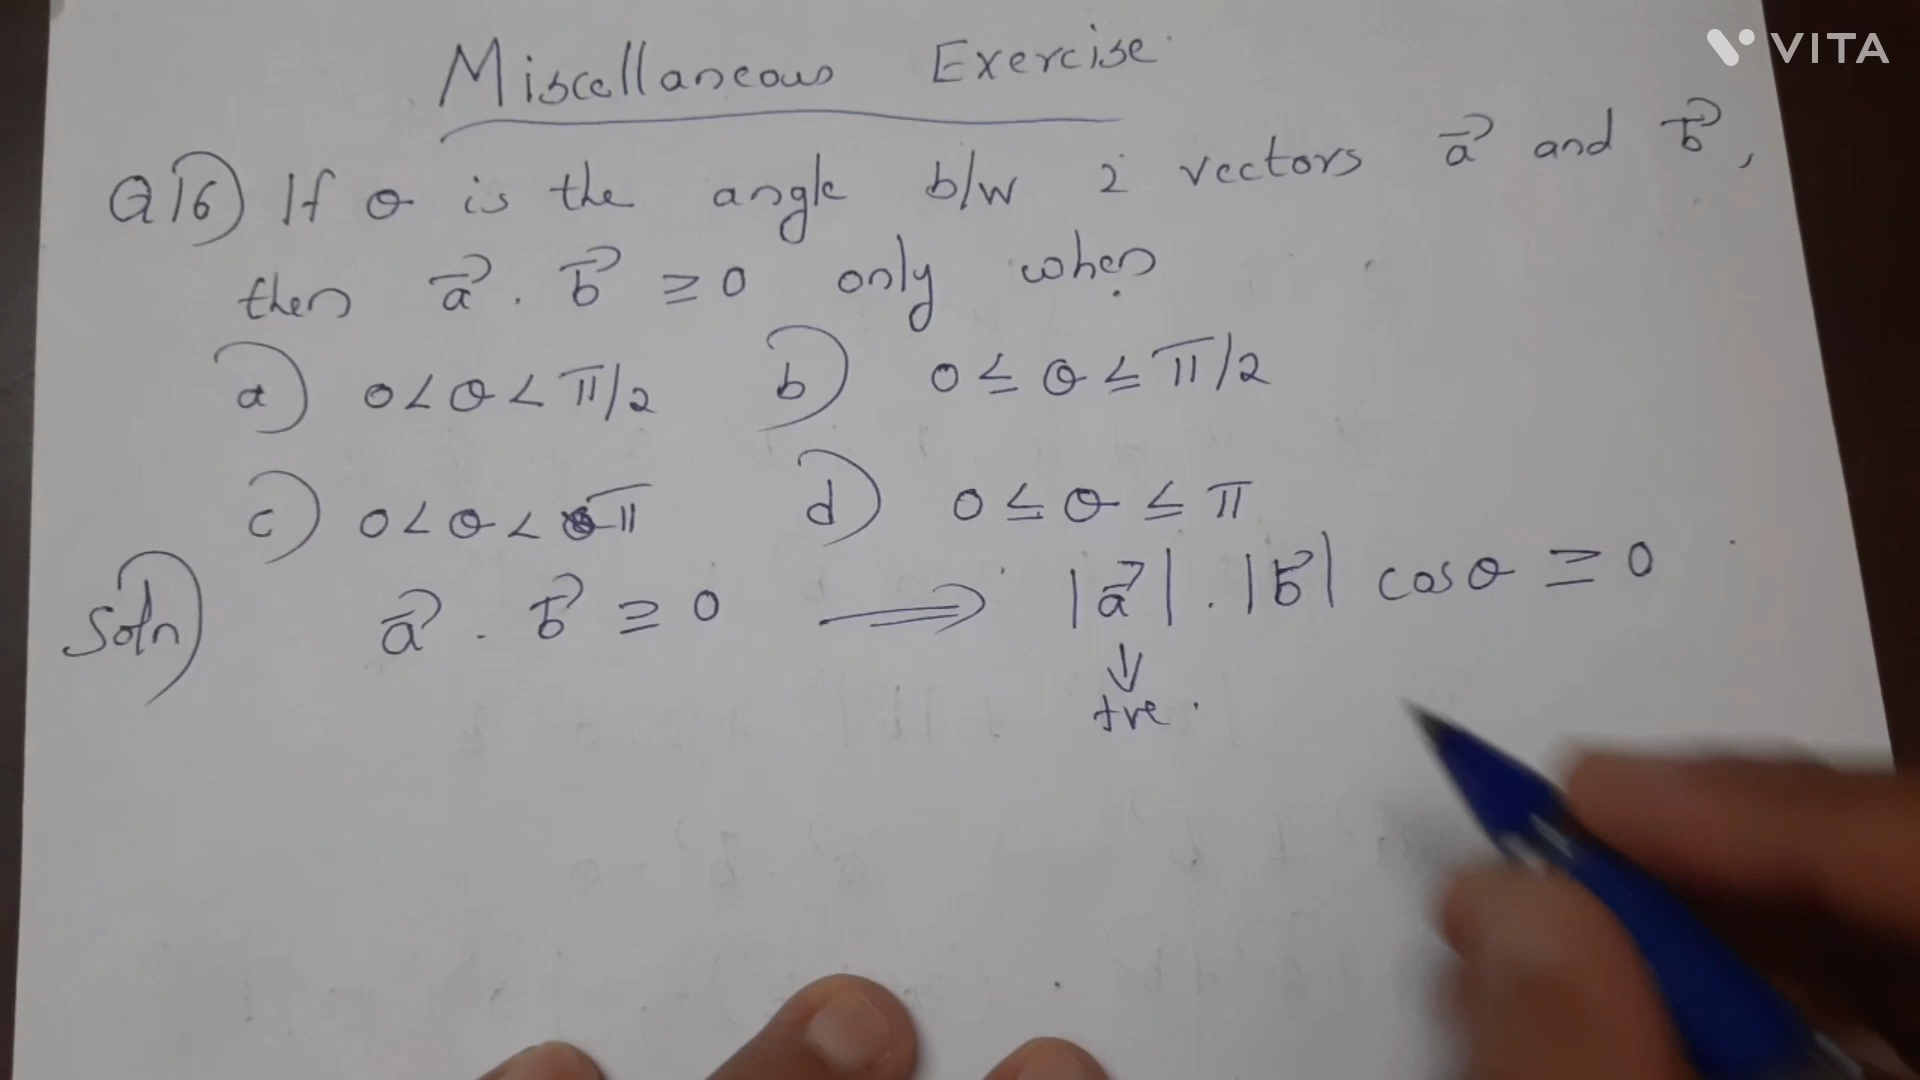 VITA
Miscellaneous Exercise
Q16) If θ is the angle b/w 2 vectors a⃗ and b⃗,
then a⃗ . b⃗ ≥ 0 only when
a) 0 < θ < π/2 b) 0 ≤ θ ≤ π/2
c) 0 < θ < π d) 0 ≤ θ ≤ π
Soln) a⃗ . b⃗ ≥ 0 ⟹ |a⃗| . |b⃗| cos θ ≥ 0
↓
+ve.